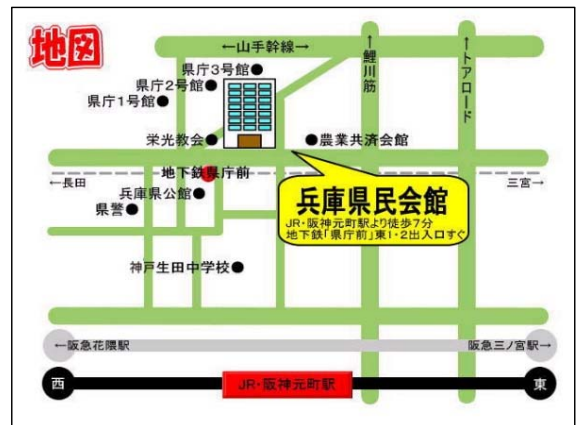 地図
←山手幹線→
←鯉川筋
←トアロード
県庁3号館●
県庁2号館●
県庁1号館●
栄光教会●
●農業共済会館
地下鉄県庁前
←長田
三宮→
兵庫県公館●
県警●
兵庫県民会館
JR・阪神元町駅より徒歩7分
地下鉄「県庁前」東1・2出入口すぐ
神戸生田中学校●
←阪急花隈駅
阪急三ノ宮駅→
西
JR・阪神元町駅
東